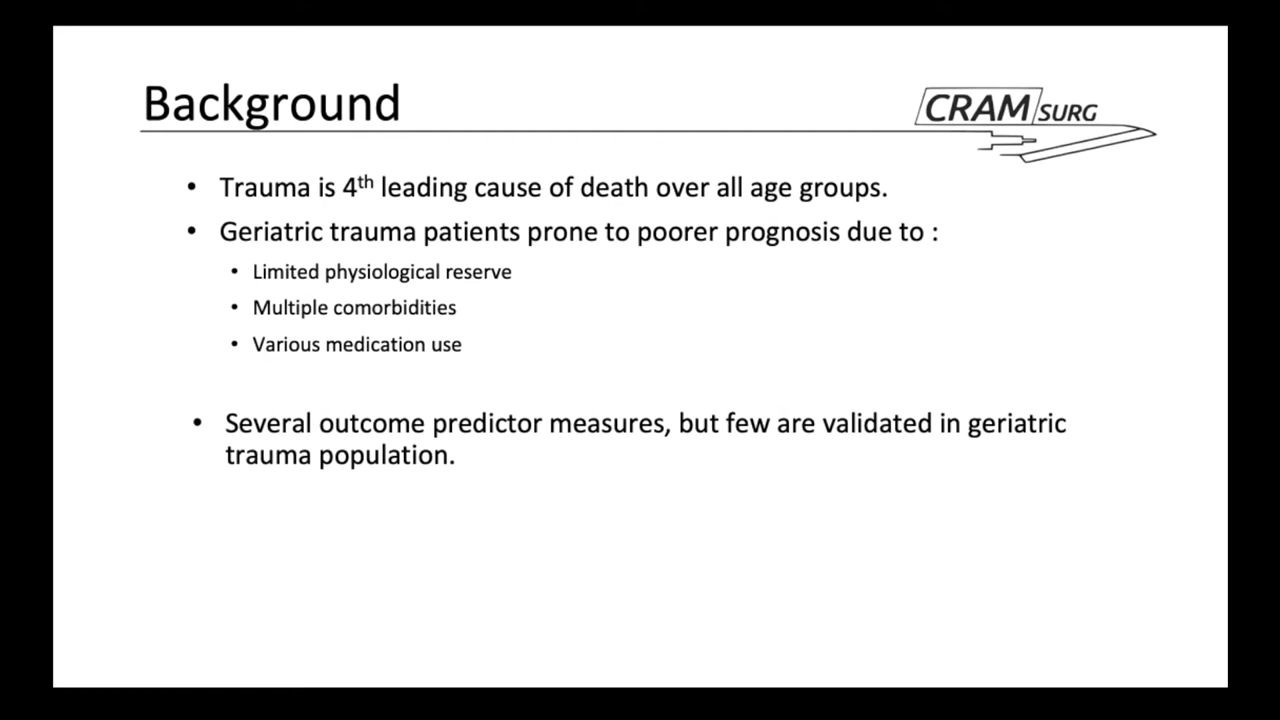 Background
CRAM SURG
• Trauma is 4th leading cause of death over all age groups.
• Geriatric trauma patients prone to poorer prognosis due to :
• Limited physiological reserve
• Multiple comorbidities
• Various medication use
• Several outcome predictor measures, but few are validated in geriatric
trauma population.